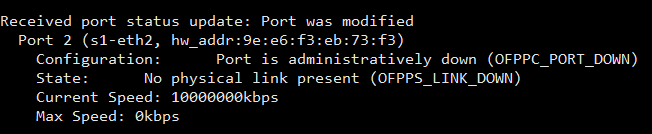 Received port status update: Port was modified
Port 2 (s1-eth2, hw_addr:9e:e6:f3:eb:73:f3)
Configuration: Port is administratively down (OFPPC_PORT_DOWN)
State: No physical link present (OFPPS_LINK_DOWN)
Current Speed: 10000000kbps
Max Speed: 0kbps